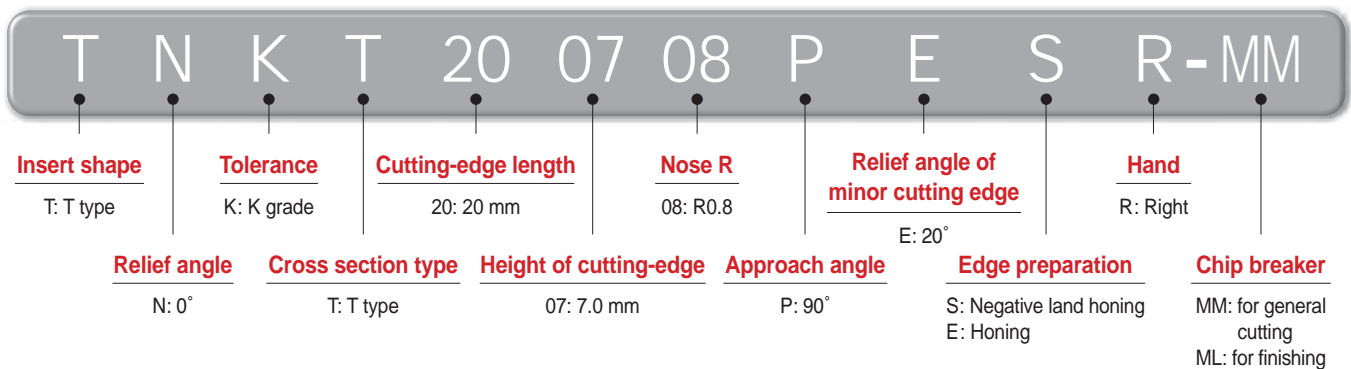 T N K T 20 07 08 P E S R-MM
Insert shape
T: T type
Tolerance
K: K grade
Cutting-edge length
20: 20 mm
Nose R
08: R0.8
Relief angle of
minor cutting edge
E: 20˚
Hand
R: Right
Relief angle
N: 0˚
Cross section type
T: T type
Height of cutting-edge
07: 7.0 mm
Approach angle
P: 90˚
Edge preparation
S: Negative land honing
E: Honing
Chip breaker
MM: for general
cutting
ML: for finishing